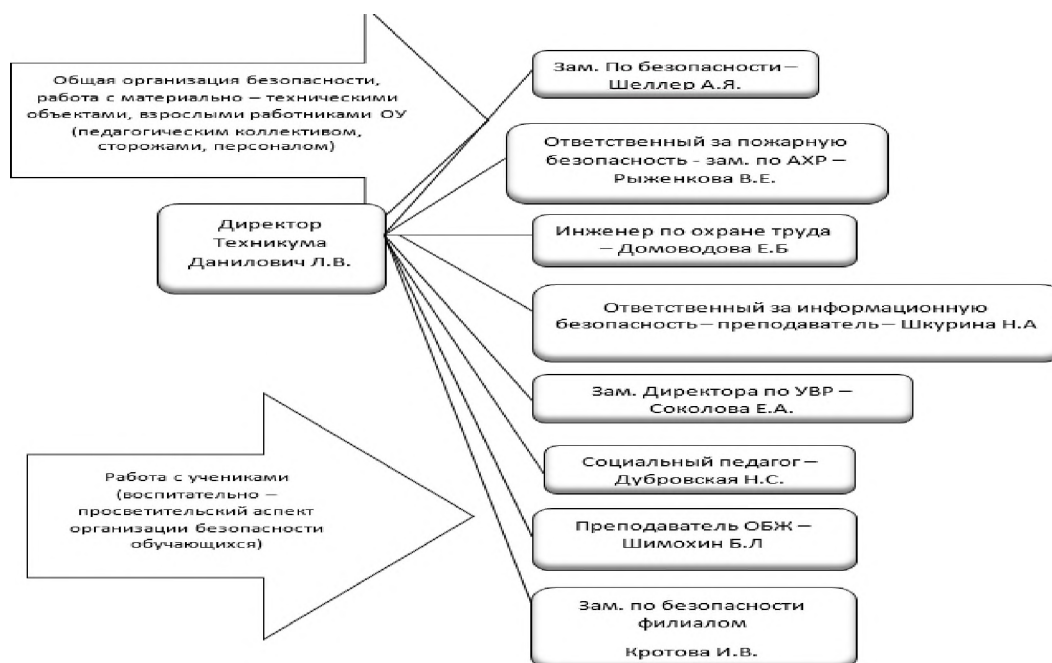 Общая организация безопасности,
работа с материально – техническими
объектами, взрослыми работниками ОУ
(педагогическим коллективом,
сторожами, персоналом)
Директор
Техникума
Данилович Л.В.
Зам. По безопасности –
Шеллер А.Я.
Ответственный за пожарную
безопасность - зам. по АХР –
Рыженкова В.Е.
Инженер по охране труда
– Домоводова Е.Б
Ответственный за информационную
безопасность – преподаватель – Шкурина Н.А
Зам. Директора по УВР –
Соколова Е.А.
Социальный педагог –
Дубровская Н.С.
Преподаватель ОБЖ –
Шимохин Б.Л
Зам. по безопасности
филиалом
Кротова И.В.
Работа с учениками
(воспитательно –
просветительский аспект
организации безопасности
обучающихся)